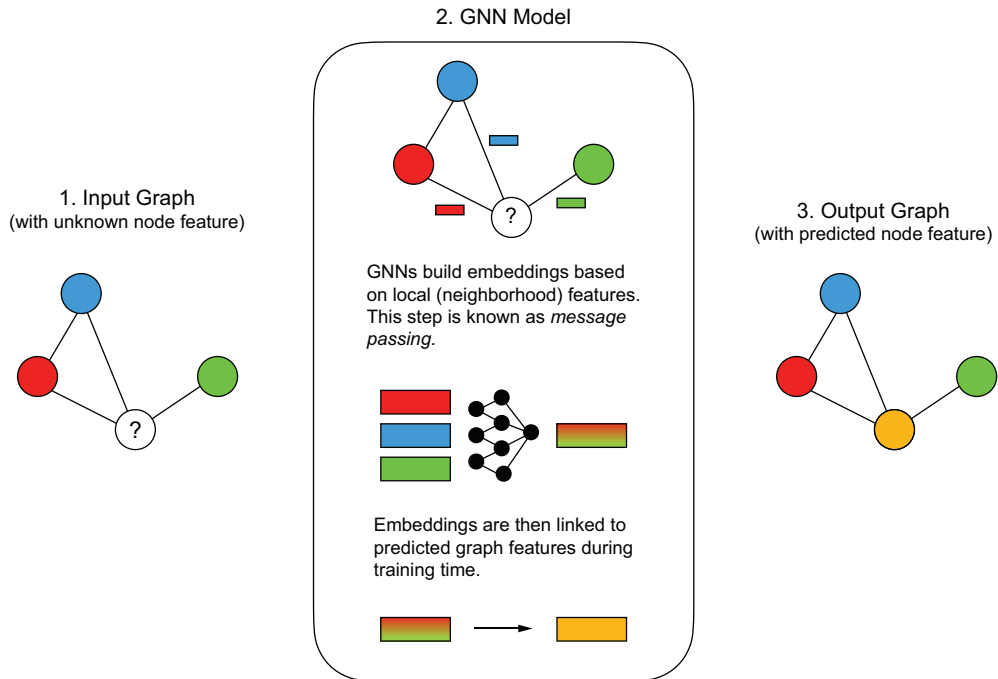 2. GNN Model
1. Input Graph
(with unknown node feature)
?
?
GNNs build embeddings based
on local (neighborhood) features.
This step is known as message
passing.
Embeddings are then linked to
predicted graph features during
training time.
3. Output Graph
(with predicted node feature)